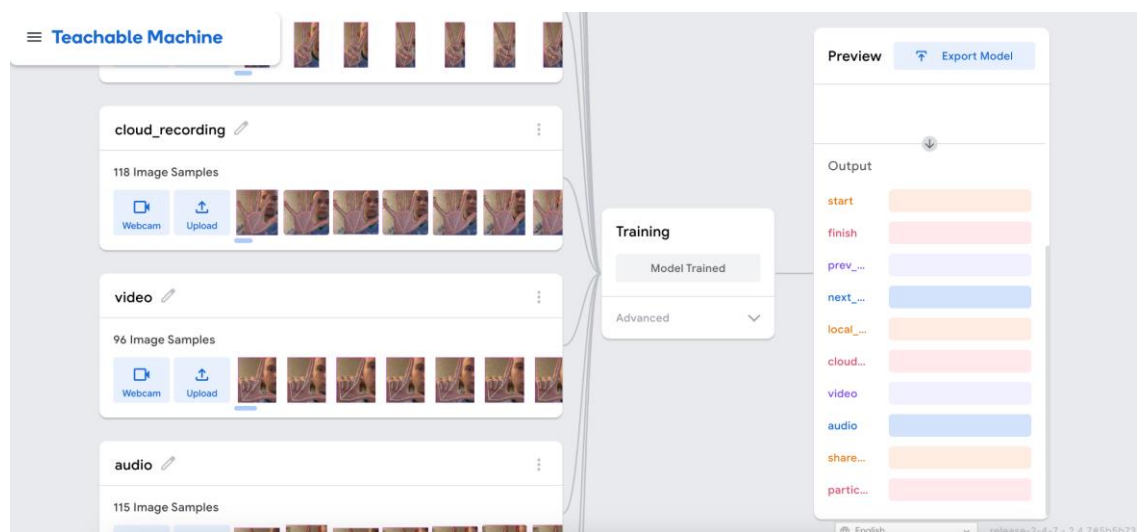 Teachable Machine
cloud_recording
118 Image Samples
Webcam
Upload
video
96 Image Samples
Webcam
Upload
audio
115 Image Samples
Training
Model Trained
Advanced
Preview
Export Model
Output
start
finish
prev_...
next_...
local_...
cloud...
video
audio
share...
partic...
English